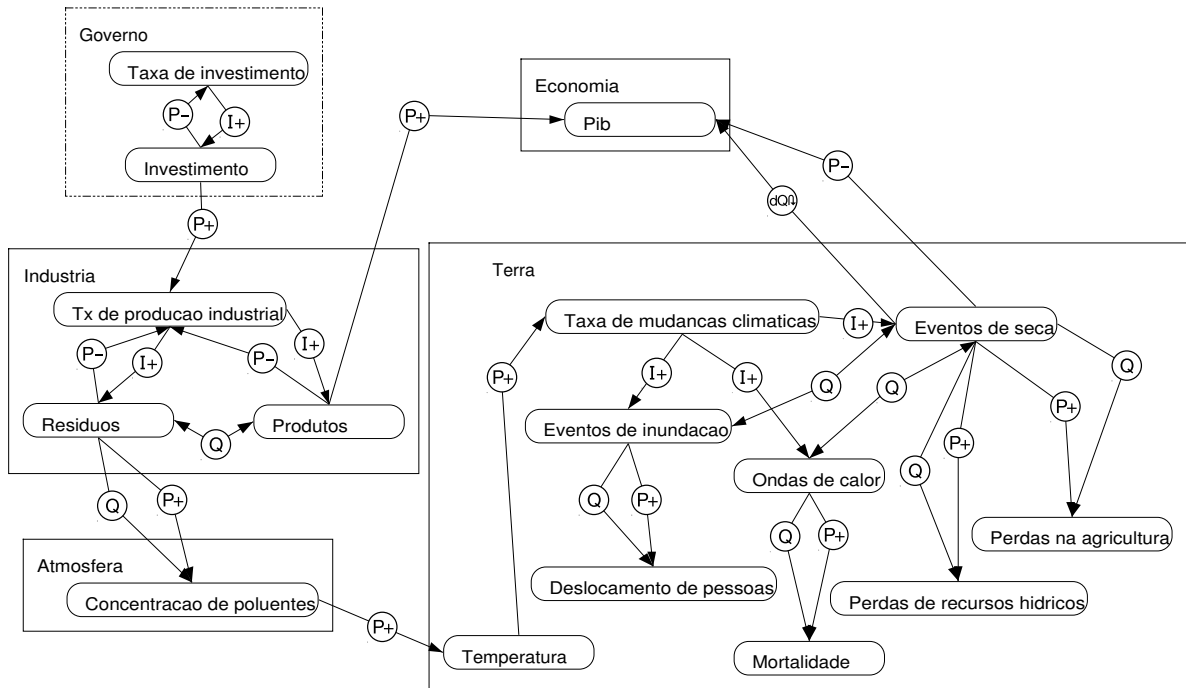 Governo
Taxa de investimento
P-
I+
Investimento
P+
Economia
Pib
P+
P-
dQ
Industria
Tx de producao industrial
P-
I+
P-
I+
Residuos
Q
Produtos
Q
P+
Atmosfera
Concentracao de poluentes
P+
Terra
Taxa de mudancas climaticas
I+
Eventos de seca
P+
I+
I+
Q
Q
Q
Eventos de inundacao
P+
Ondas de calor
P+
Q
Q
P+
Q
P+
Perdas na agricultura
Deslocamento de pessoas
Perdas de recursos hidricos
Temperatura
Mortalidade